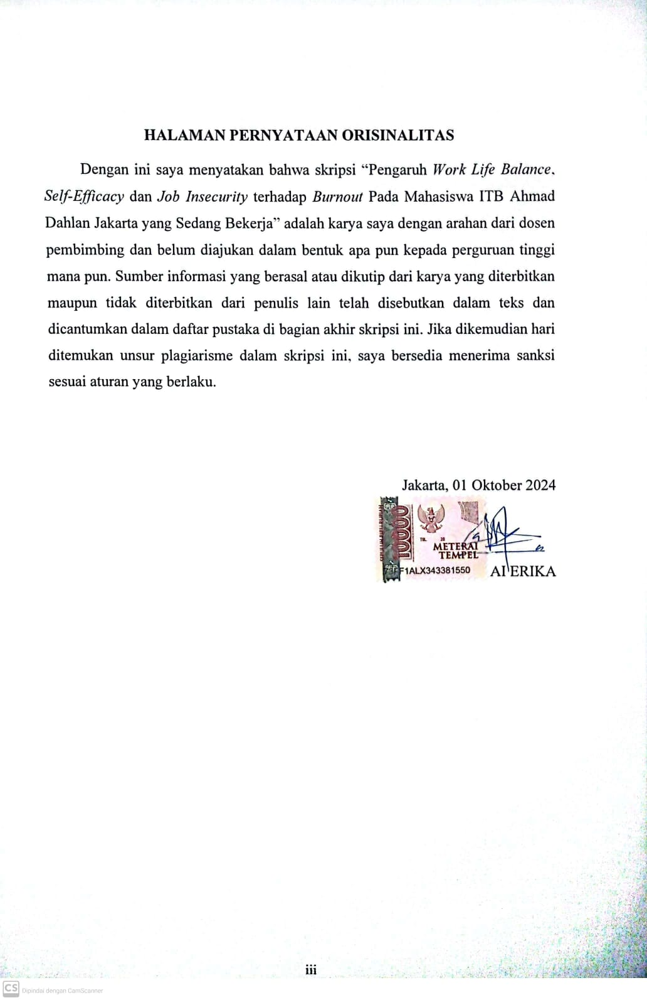 HALAMAN PERNYATAAN ORISINALITAS
Dengan ini saya menyatakan bahwa skripsi “Pengaruh Work Life Balance,
Self-Efficacy dan Job Insecurity terhadap Burnout Pada Mahasiswa ITB Ahmad
Dahlan Jakarta yang Sedang Bekerja” adalah karya saya dengan arahan dari dosen
pembimbing dan belum diajukan dalam bentuk apa pun kepada perguruan tinggi
mana pun. Sumber informasi yang berasal atau dikutip dari karya yang diterbitkan
maupun tidak diterbitkan dari penulis lain telah disebutkan dalam teks dan
dicantumkan dalam daftar pustaka di bagian akhir skripsi ini. Jika dikemudian hari
ditemukan unsur plagiarisme dalam skripsi ini, saya bersedia menerima sanksi
sesuai aturan yang berlaku.
Jakarta, 01 Oktober 2024
10000
TGL. 20
METERAI
TEMPEL
F1ALX343381550
AI ERIKA
iii
CS Dipindai dengan CamScanner